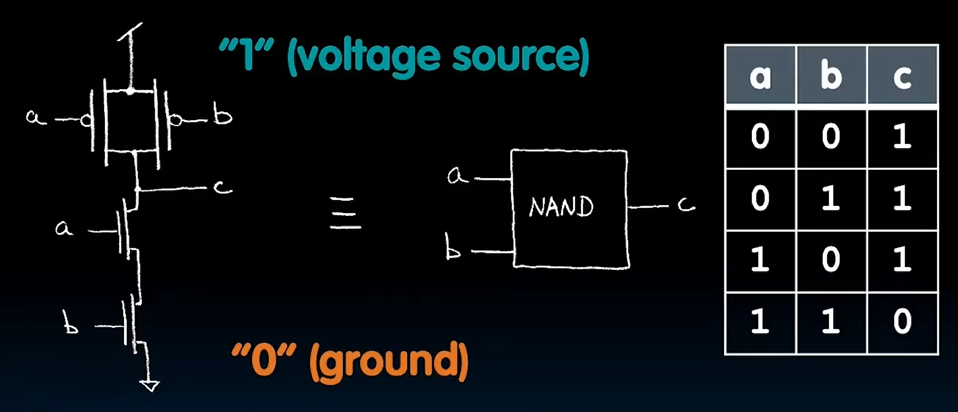 "1" (voltage source)
a b
c
a
b
a
b
NAND
c
"0" (ground)
a b c
0 0 1
0 1 1
1 0 1
1 1 0